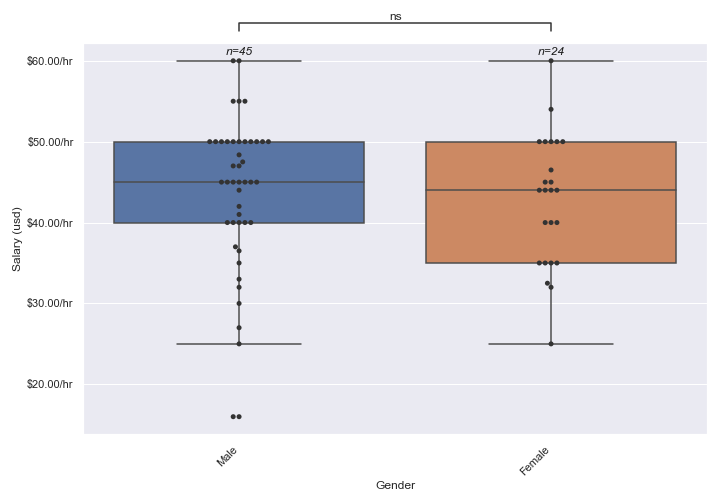 ns
n=45
n=24
$60.00/hr
$50.00/hr
$40.00/hr
$30.00/hr
$20.00/hr
Salary (usd)
Male
Female
Gender